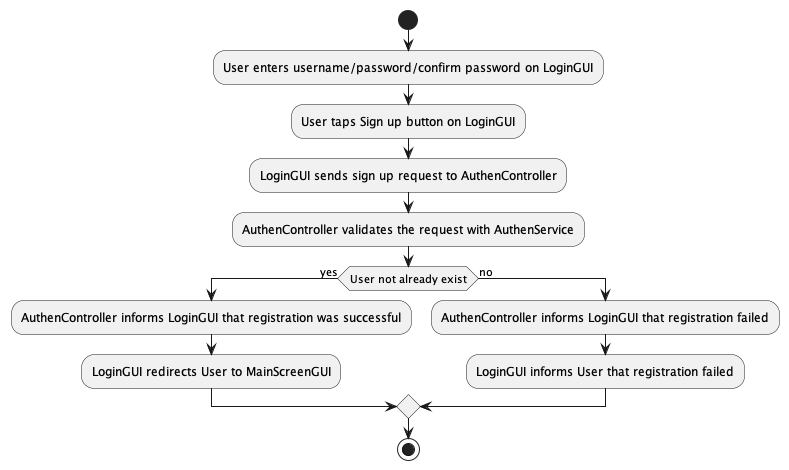 User enters username/password/confirm password on LoginGUI
User taps Sign up button on LoginGUI
LoginGUI sends sign up request to AuthenController
AuthenController validates the request with AuthenService
yes
User not already exist
no
AuthenController informs LoginGUI that registration was successful
AuthenController informs LoginGUI that registration failed
LoginGUI redirects User to MainScreenGUI
LoginGUI informs User that registration failed